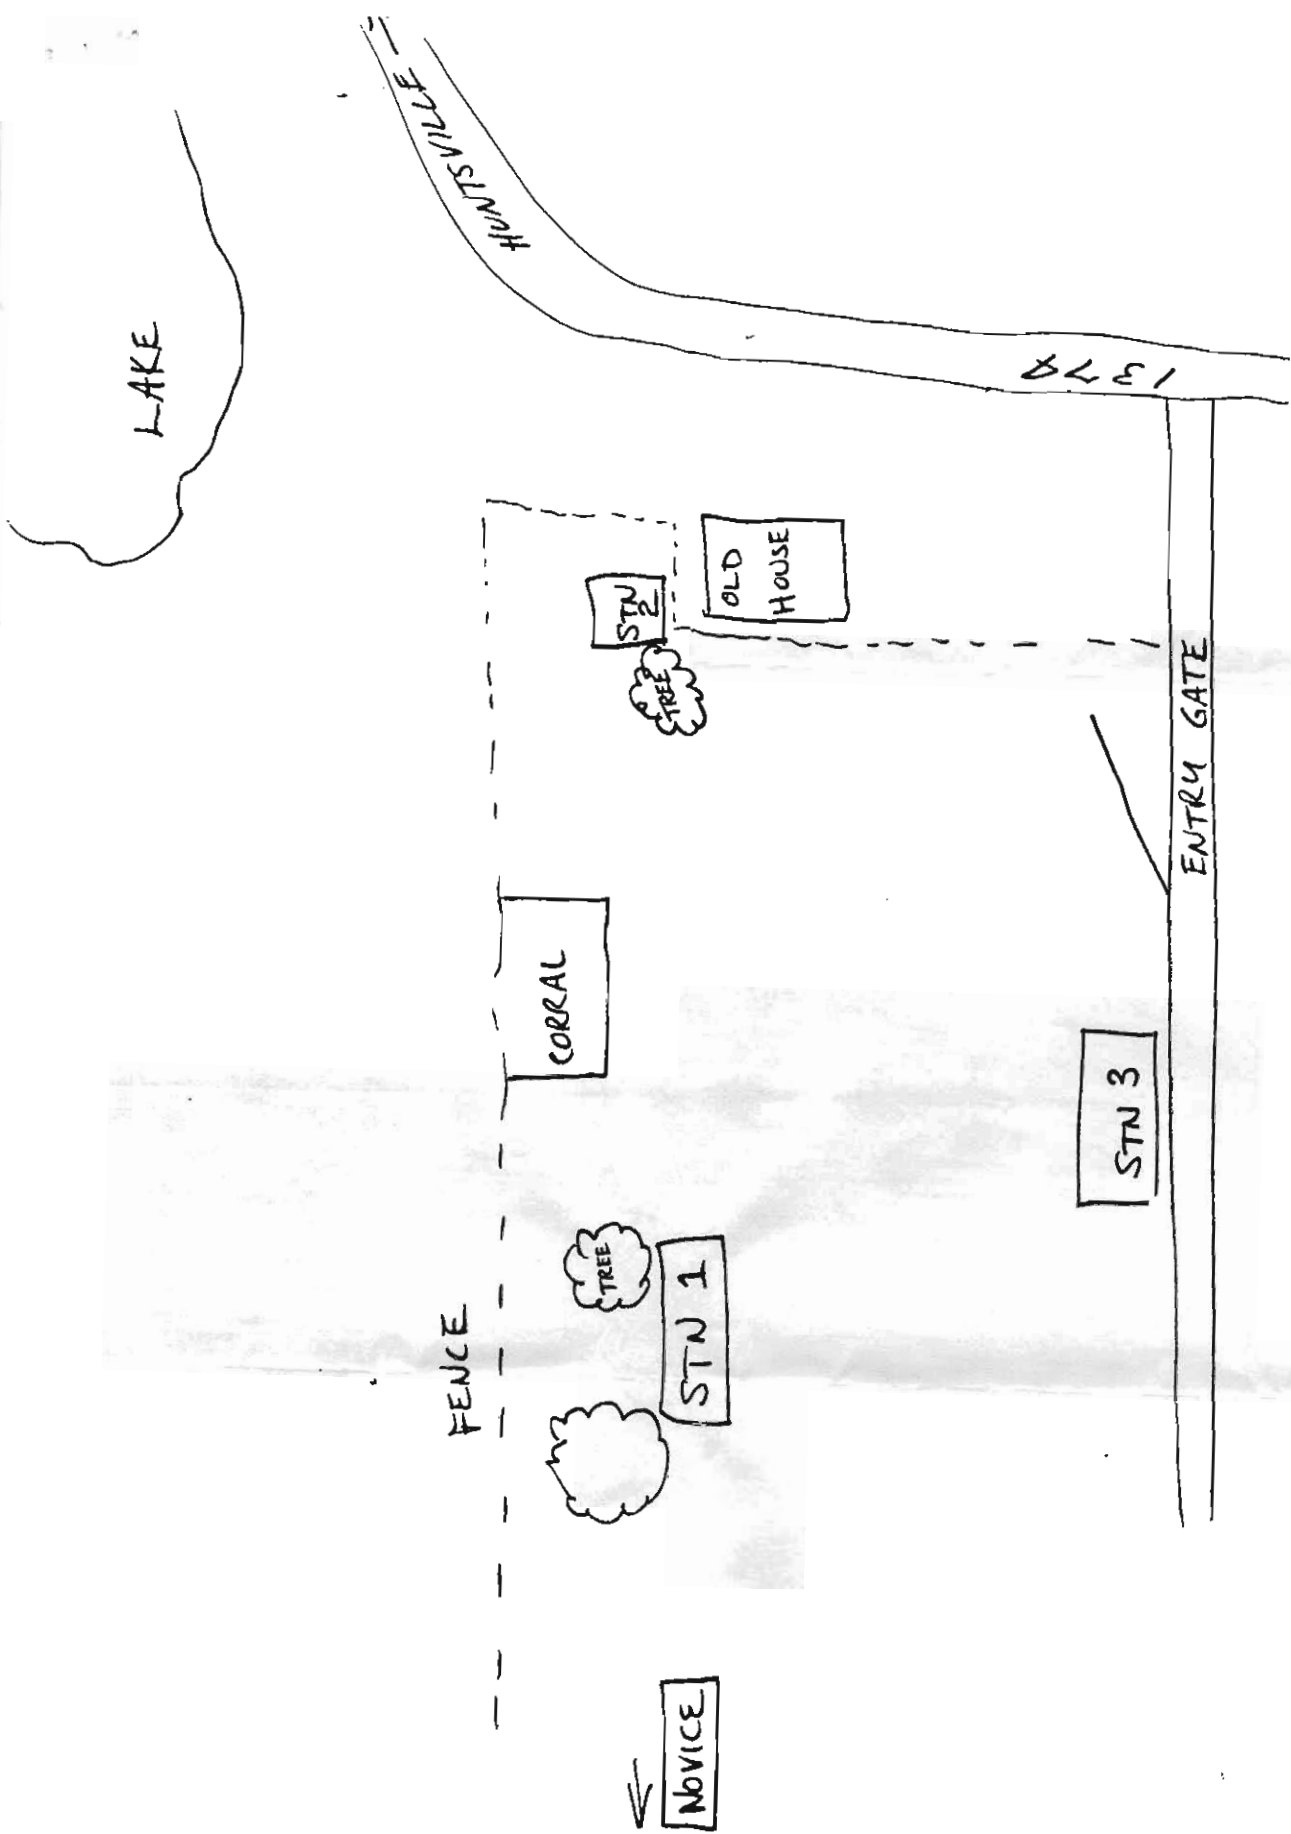 LAKE
HUNTSVILLE
FENCE
CORRAL
TREE
STN
2
TREE
NOVICE
STN 1
OLD
HOUSE
1374
STN 3
ENTRY GATE